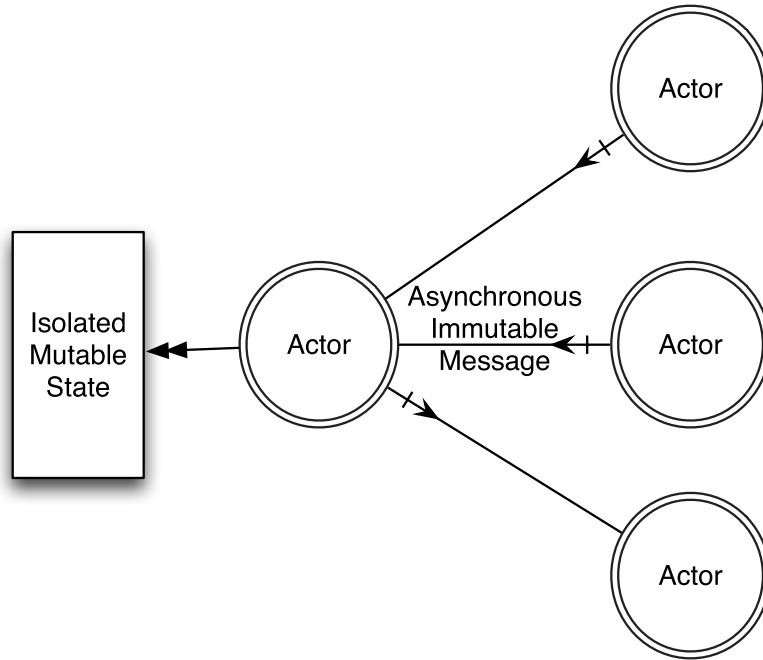 Actor
Isolated
Mutable
State
Actor
Asynchronous
Immutable
Message
Actor
Actor